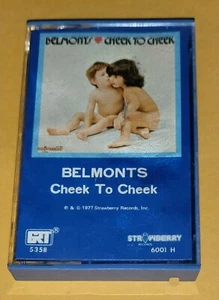 BELMONTS ♥ CHEEK TO CHEEK
BELMONTS
Cheek To Cheek
℗ & © 1977 Strawberry Records, Inc.
GRT ®
5358
STRAWBERRY
6001 H